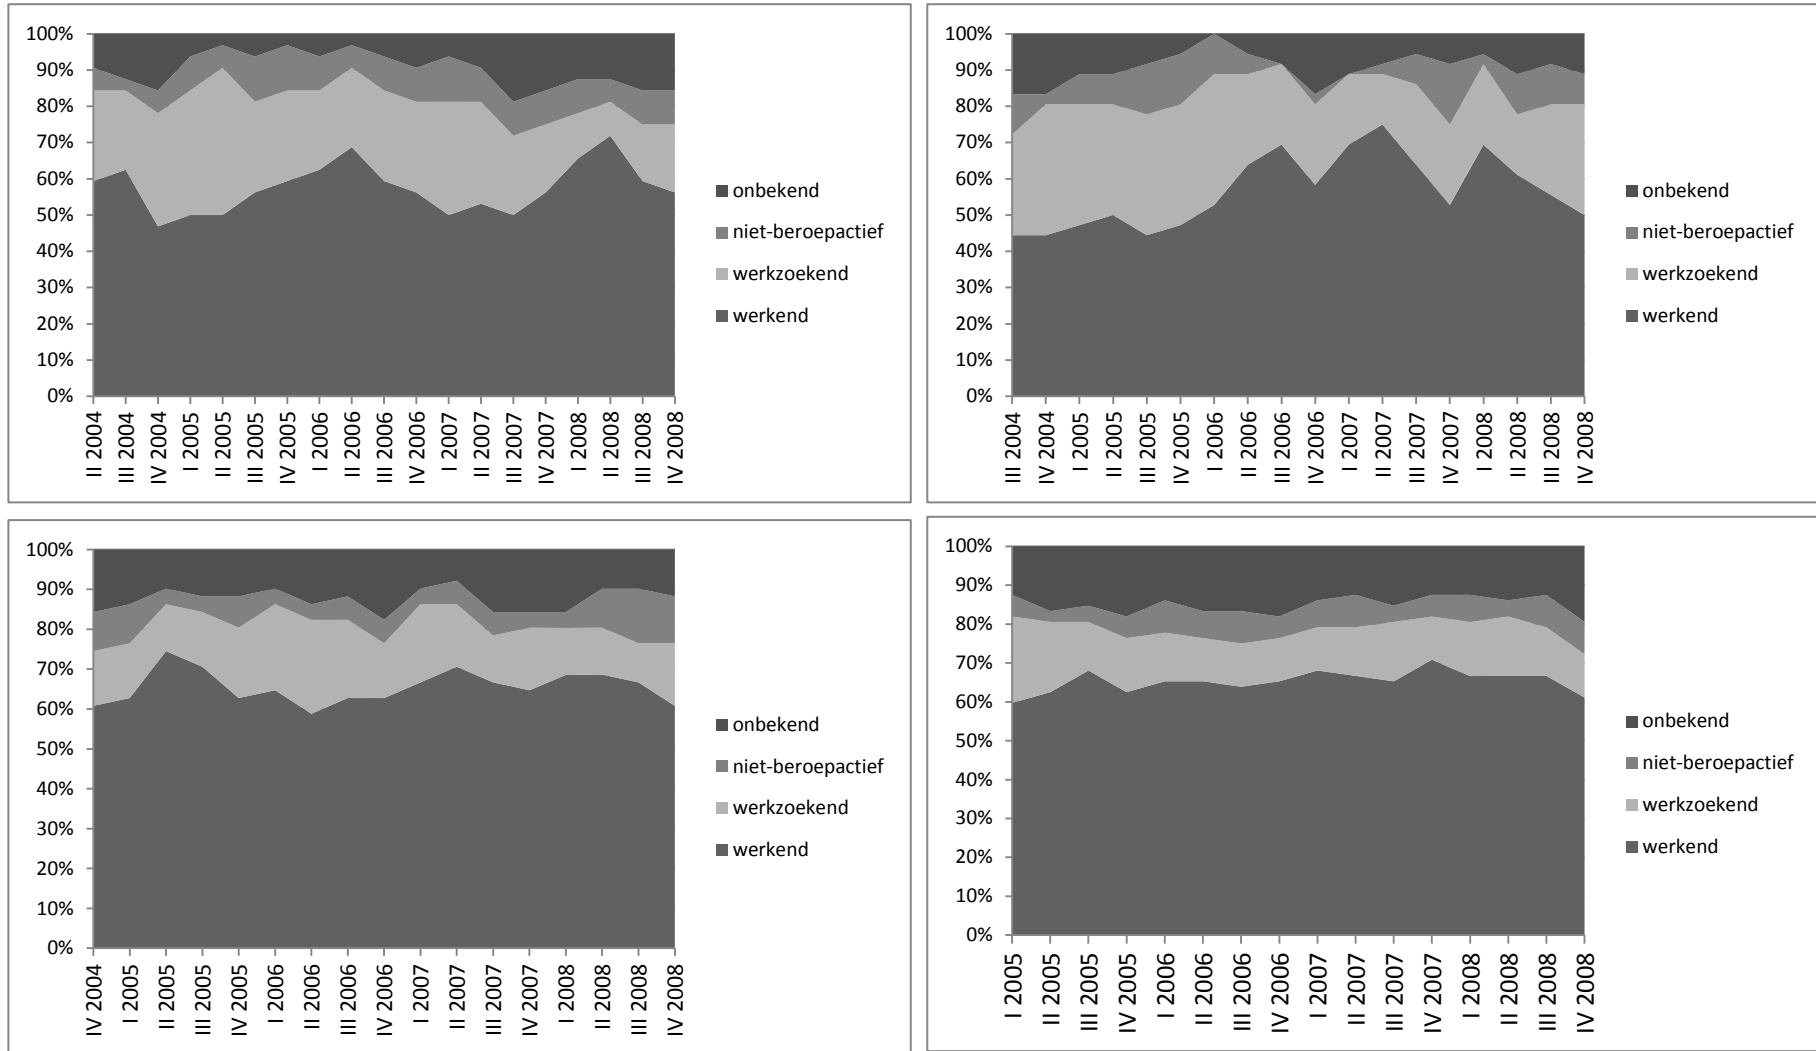 100%
90%
80%
70%
60%
50%
40%
30%
20%
10%
0%
II 2004
III 2004
IV 2004
I 2005
II 2005
III 2005
IV 2005
I 2006
II 2006
III 2006
IV 2006
I 2007
II 2007
III 2007
IV 2007
I 2008
II 2008
III 2008
IV 2008
onbekend
niet-beroepactief
werkzoekend
werkend
100%
90%
80%
70%
60%
50%
40%
30%
20%
10%
0%
III 2004
IV 2004
I 2005
II 2005
III 2005
IV 2005
I 2006
II 2006
III 2006
IV 2006
I 2007
II 2007
III 2007
IV 2007
I 2008
II 2008
III 2008
IV 2008
onbekend
niet-beroepactief
werkzoekend
werkend
100%
90%
80%
70%
60%
50%
40%
30%
20%
10%
0%
IV 2004
I 2005
II 2005
III 2005
IV 2005
I 2006
II 2006
III 2006
IV 2006
I 2007
II 2007
III 2007
IV 2007
I 2008
II 2008
III 2008
IV 2008
onbekend
niet-beroepactief
werkzoekend
werkend
100%
90%
80%
70%
60%
50%
40%
30%
20%
10%
0%
I 2005
II 2005
III 2005
IV 2005
I 2006
II 2006
III 2006
IV 2006
I 2007
II 2007
III 2007
IV 2007
I 2008
II 2008
III 2008
IV 2008
onbekend
niet-beroepactief
werkzoekend
werkend